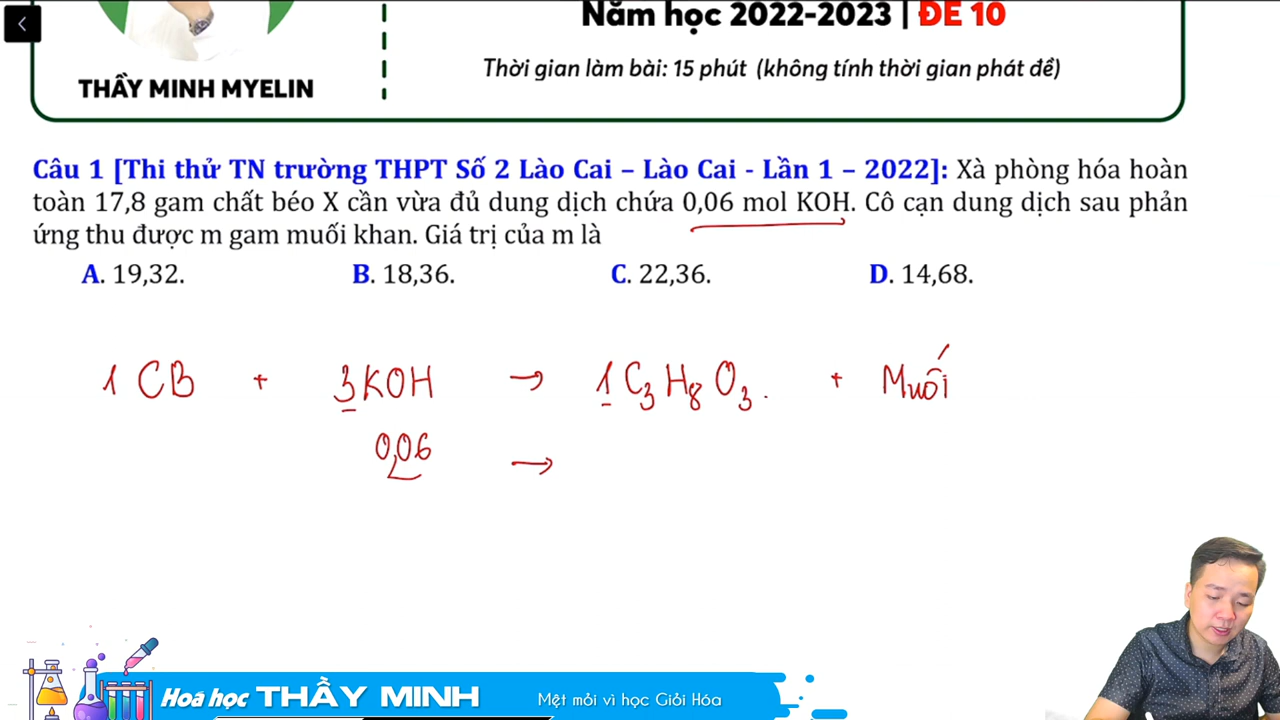 Năm học 2022-2023 | ĐỀ 10
THẦY MINH MYELIN
Thời gian làm bài: 15 phút (không tính thời gian phát đề)
Câu 1 [Thi thử TN trường THPT Số 2 Lào Cai – Lào Cai - Lần 1 – 2022]: Xà phòng hóa hoàn
toàn 17,8 gam chất béo X cần vừa đủ dung dịch chứa 0,06 mol KOH. Cô cạn dung dịch sau phản
ứng thu được m gam muối khan. Giá trị của m là
A. 19,32. B. 18,36. C. 22,36. D. 14,68.
1 CB + 3KOH → 1 C₃H₈O₃. + Muối
0,06 →
Hoá học THẦY MINH Mệt mỏi vì học Giỏi Hóa